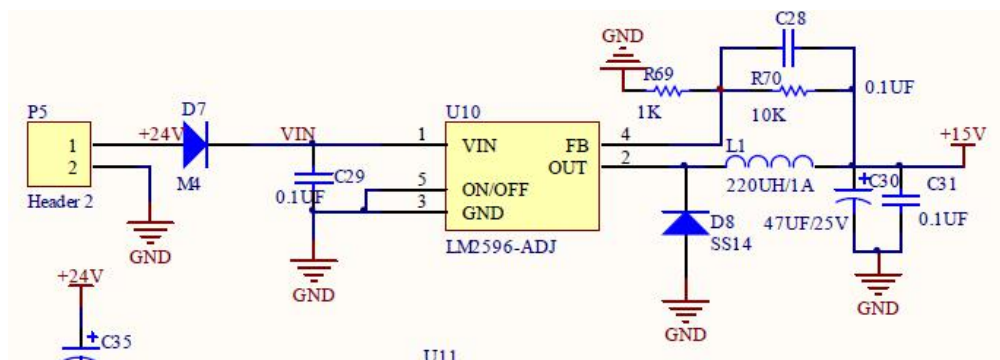 C28
GND
R69
R70
0.1UF
1K
10K
P5
D7
U10
1
+24V
VIN
1
VIN
FB
4
L1
+15V
2
OUT
2
M4
C29
5
ON/OFF
220UH/1A
C30
C31
0.1UF
3
GND
Header 2
D8
47UF/25V
0.1UF
SS14
GND
LM2596-ADJ
+24V
GND
GND
GND
C35
U11